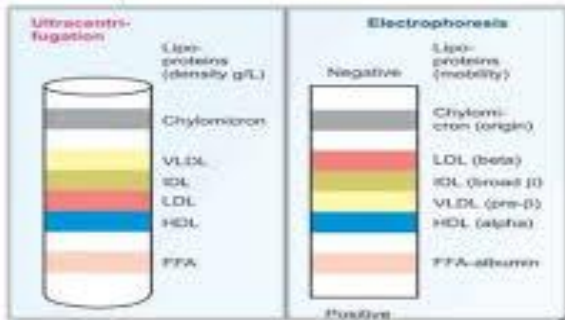 Ultracentri-
fugation
Lipo-
proteins
(density g/L)
Chylomicron
VLDL
IDL
LDL
HDL
FFA
Electrophoresis
Lipo-
proteins
(mobility)
Negative
Chylomi-
cron (origin)
LDL (beta)
IDL (broad β)
VLDL (pre-β)
HDL (alpha)
FFA-albumin
Positive